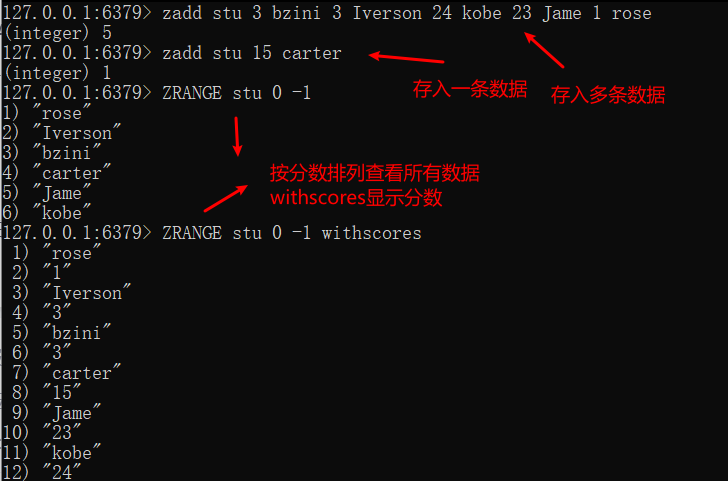 127.0.0.1:6379> zadd stu 3 bzini 3 Iverson 24 kobe 23 Jame 1 rose
(integer) 5
127.0.0.1:6379> zadd stu 15 carter
(integer) 1
存入一条数据
存入多条数据
127.0.0.1:6379> ZRANGE stu 0 -1
1) "rose"
2) "Iverson"
3) "bzini"
4) "carter"
5) "Jame"
6) "kobe"
按分数排列查看所有数据
withscores显示分数
127.0.0.1:6379> ZRANGE stu 0 -1 withscores
1) "rose"
2) "1"
3) "Iverson"
4) "3"
5) "bzini"
6) "3"
7) "carter"
8) "15"
9) "Jame"
10) "23"
11) "kobe"
12) "24"